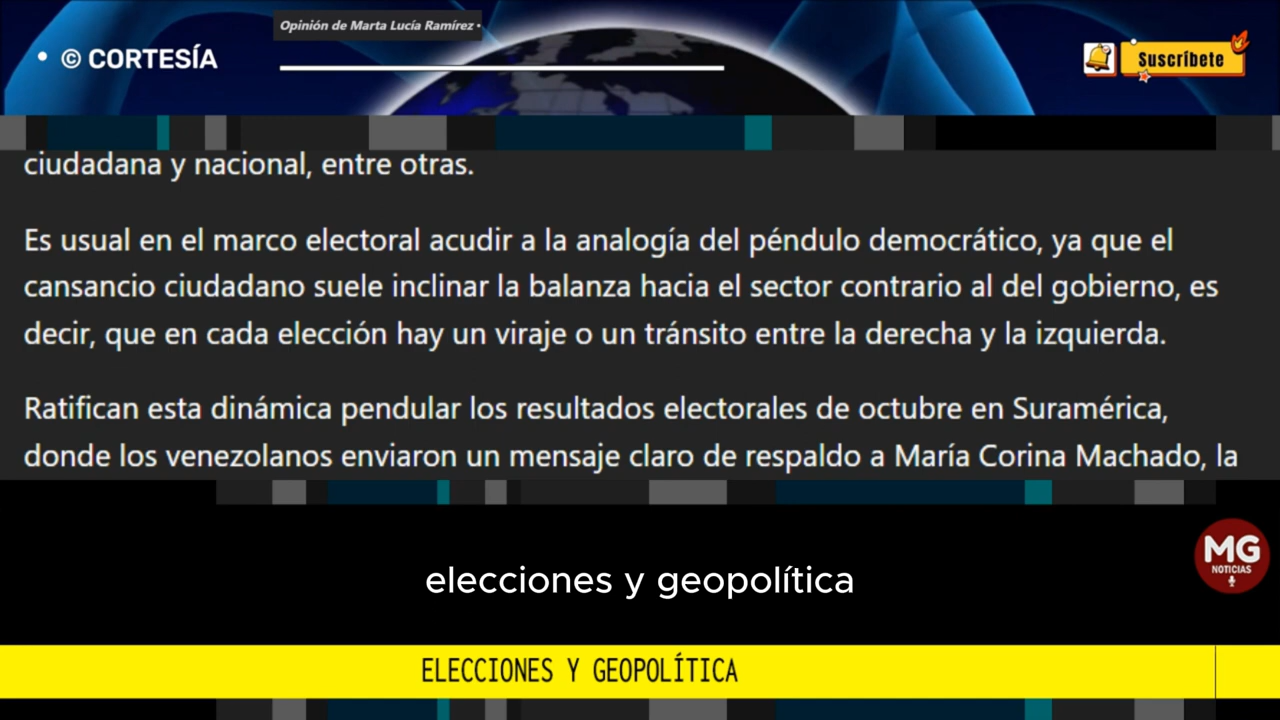 Opinión de Marta Lucía Ramírez •
• © CORTESÍA
Suscríbete
ciudadana y nacional, entre otras.
Es usual en el marco electoral acudir a la analogía del péndulo democrático, ya que el
cansancio ciudadano suele inclinar la balanza hacia el sector contrario al del gobierno, es
decir, que en cada elección hay un viraje o un tránsito entre la derecha y la izquierda.
Ratifican esta dinámica pendular los resultados electorales de octubre en Suramérica,
donde los venezolanos enviaron un mensaje claro de respaldo a María Corina Machado, la
MG
NOTICIAS
elecciones y geopolítica
ELECCIONES Y GEOPOLÍTICA